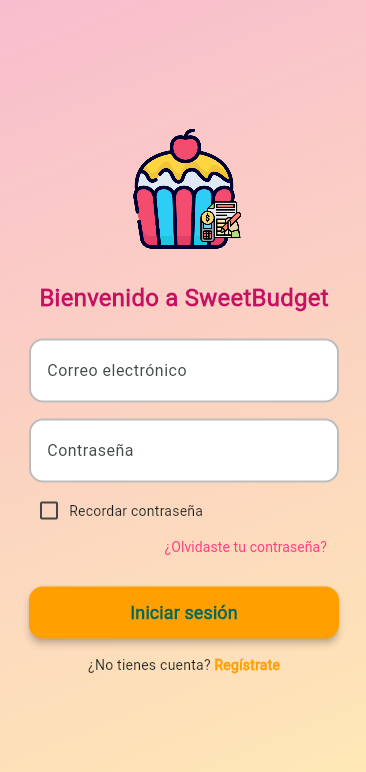 Bienvenido a SweetBudget
Correo electrónico
Contraseña
Recordar contraseña
¿Olvidaste tu contraseña?
Iniciar sesión
¿No tienes cuenta? Regístrate